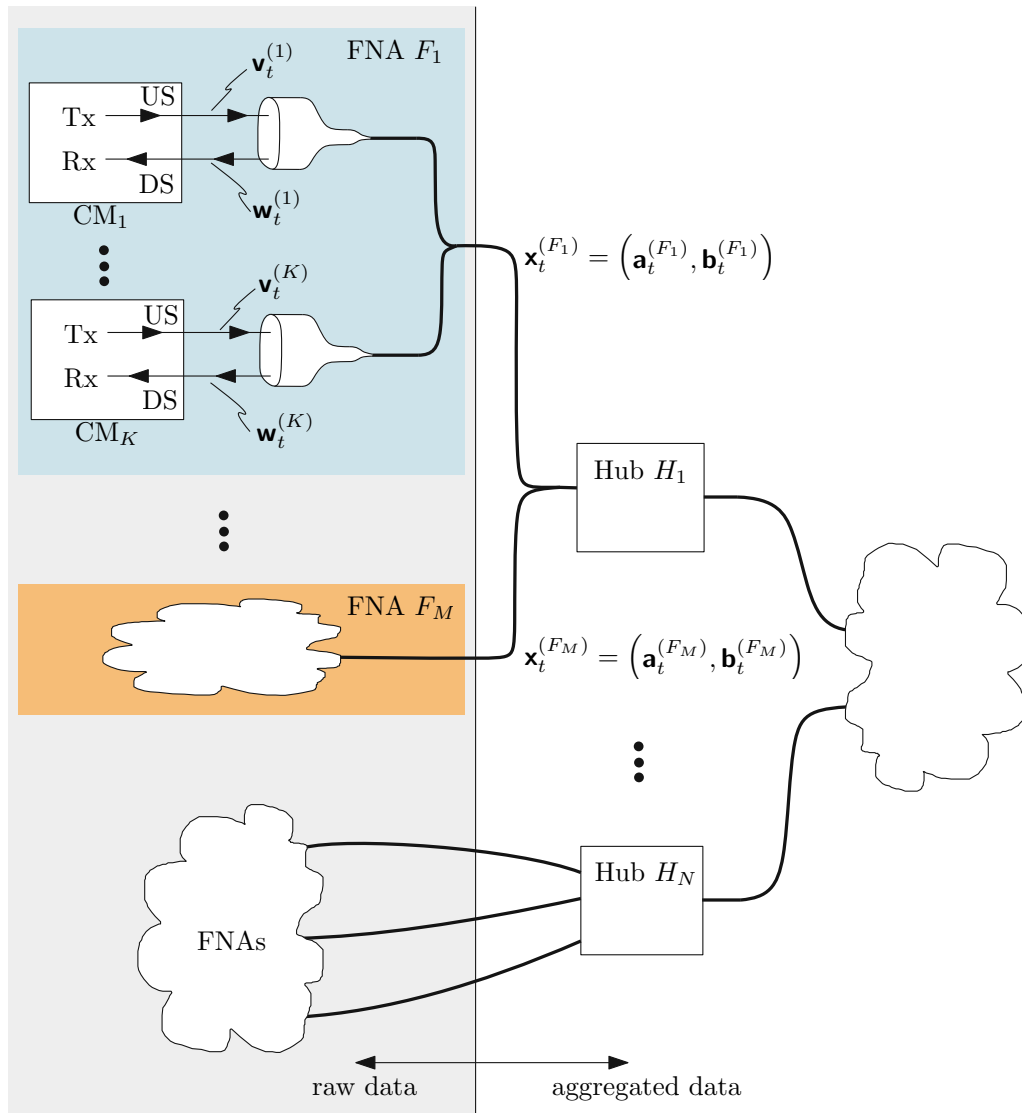 FNA F_1
v_t^{(1)}
US
Tx
Rx
DS
w_t^{(1)}
CM_1
x_t^{(F_1)} = (a_t^{(F_1)}, b_t^{(F_1)})
v_t^{(K)}
US
Tx
Rx
DS
w_t^{(K)}
CM_K
Hub H_1
FNA F_M
x_t^{(F_M)} = (a_t^{(F_M)}, b_t^{(F_M)})
Hub H_N
FNAs
raw data
aggregated data